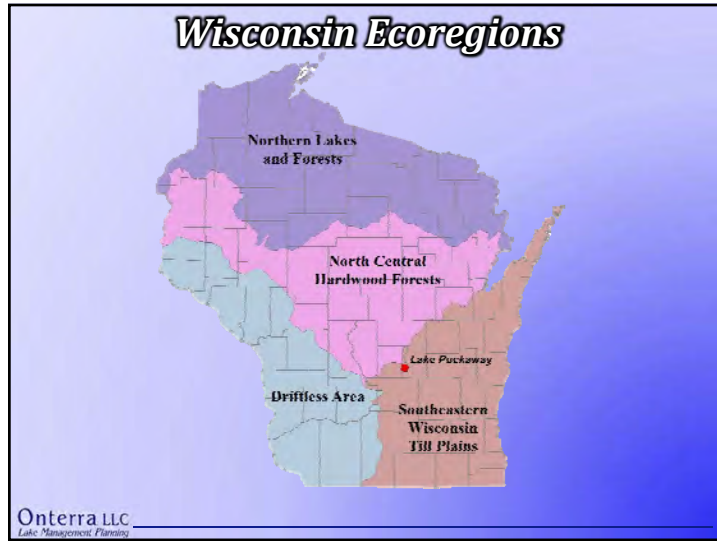 Wisconsin Ecoregions
Northern Lakes
and Forests
North Central
Hardwood Forests
Lake Puckaway
Driftless Area
Southeastern
Wisconsin
Till Plains
Onterra LLC
Lake Management Planning